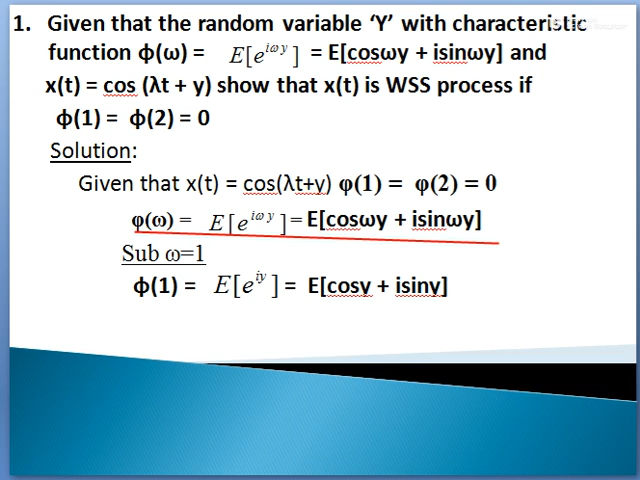 1. Given that the random variable ‘Y’ with characteristic
function ф(ω) = E[e^{iωy}] = E[cosωy + isinωy] and
x(t) = cos (λt + y) show that x(t) is WSS process if
ф(1) = ф(2) = 0
Solution:
Given that x(t) = cos(λt+y) φ(1) = φ(2) = 0
φ(ω) = E[e^{iωy}] = E[cosωy + isinωy]
Sub ω=1
ф(1) = E[e^{iy}] = E[cosy + isiny]